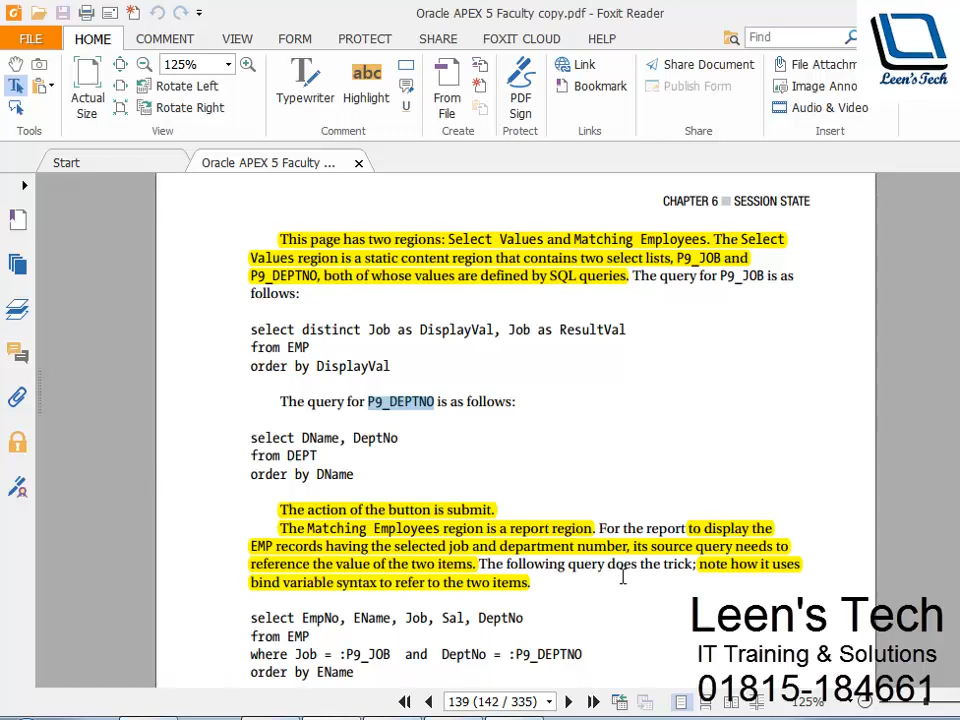 Oracle APEX 5 Faculty copy.pdf - Foxit Reader
FILE HOME COMMENT VIEW FORM PROTECT SHARE FOXIT CLOUD HELP Find
Leen'sTech
125% Link Share Document File Attachm
Rotate Left Bookmark Publish Form Image Anno
Actual Size Rotate Right Typewriter Highlight From File PDF Sign Audio & Video
Tools View Comment Create Protect Links Share Insert
Start Oracle APEX 5 Faculty ...
CHAPTER 6 ■ SESSION STATE
This page has two regions: Select Values and Matching Employees. The Select
Values region is a static content region that contains two select lists, P9_JOB and
P9_DEPTNO, both of whose values are defined by SQL queries. The query for P9_JOB is as
follows:
select distinct Job as DisplayVal, Job as ResultVal
from EMP
order by DisplayVal
The query for P9_DEPTNO is as follows:
select DName, DeptNo
from DEPT
order by DName
The action of the button is submit.
The Matching Employees region is a report region. For the report to display the
EMP records having the selected job and department number, its source query needs to
reference the value of the two items. The following query does the trick; note how it uses
bind variable syntax to refer to the two items.
select EmpNo, EName, Job, Sal, DeptNo
from EMP
where Job = :P9_JOB and DeptNo = :P9_DEPTNO
order by EName
Leen's Tech
IT Training & Solutions
01815-184661
139 (142 / 335) 125%